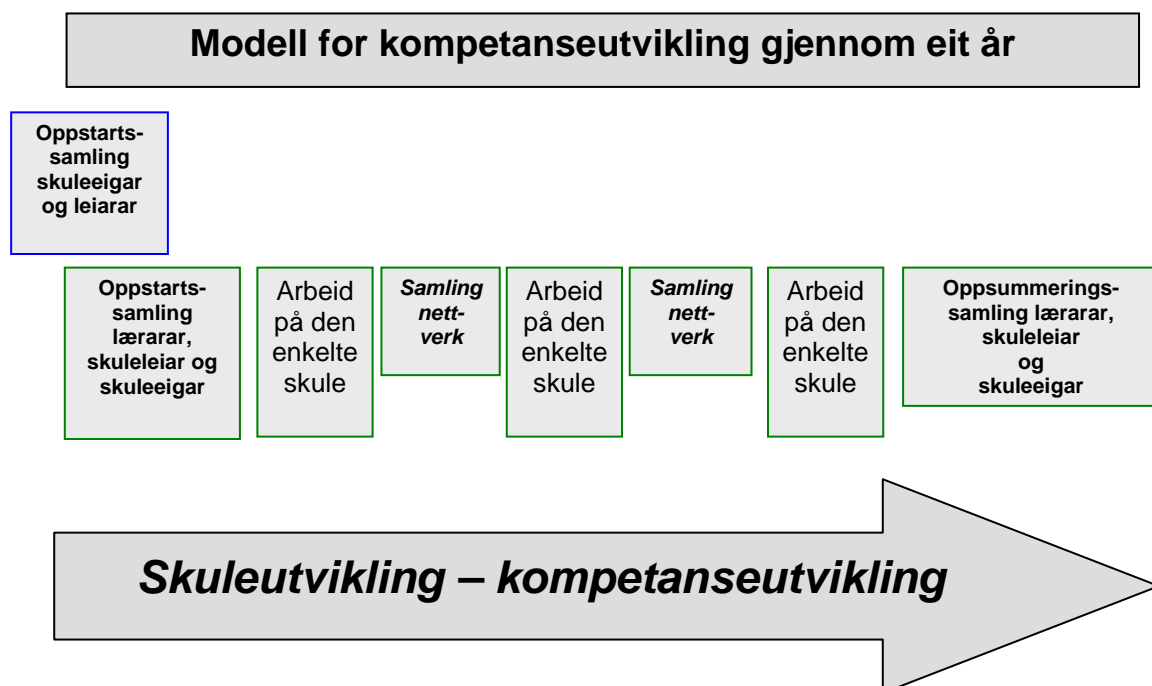 Modell for kompetanseutvikling gjennom eit år
Oppstarts-
samling
skuleeigar
og leiarar
Oppstarts-
samling
lærarar,
skuleleiar og
skuleeigar
Arbeid
på den
enkelte
skule
Samling
nett-
verk
Arbeid
på den
enkelte
skule
Samling
nett-
verk
Arbeid
på den
enkelte
skule
Oppsummerings-
samling lærarar,
skuleleiar
og
skuleeigar
Skuleutvikling – kompetanseutvikling